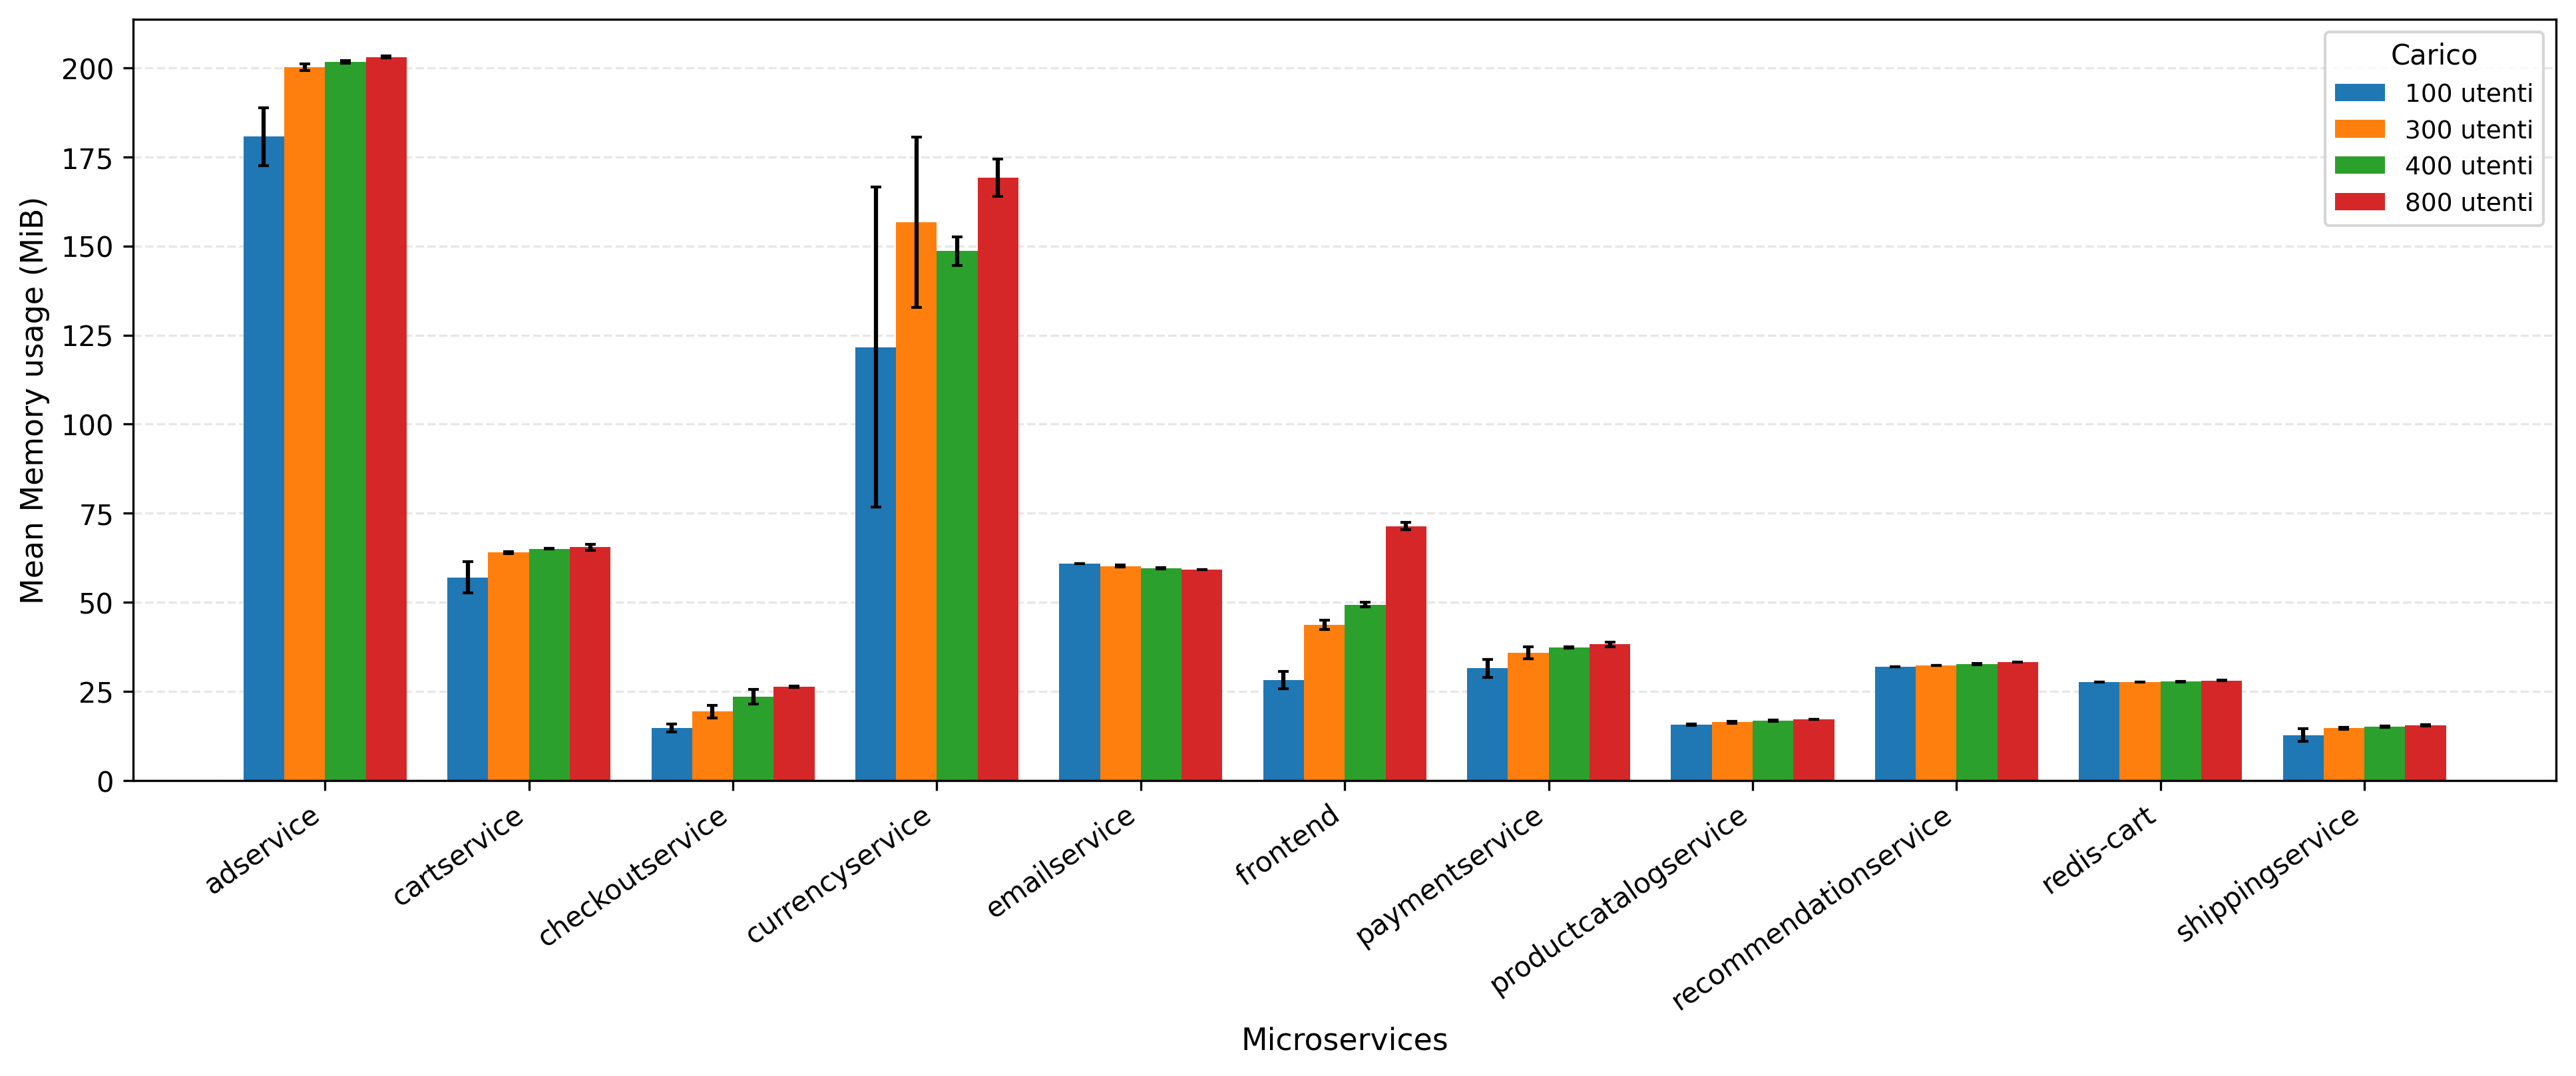 Mean Memory usage (MiB)
200
175
150
125
100
75
50
25
0
Carico
100 utenti
300 utenti
400 utenti
800 utenti
adservice
cartservice
checkoutservice
currencyservice
emailservice
frontend
paymentservice
productcatalogservice
recommendationservice
redis-cart
shippingservice
Microservices